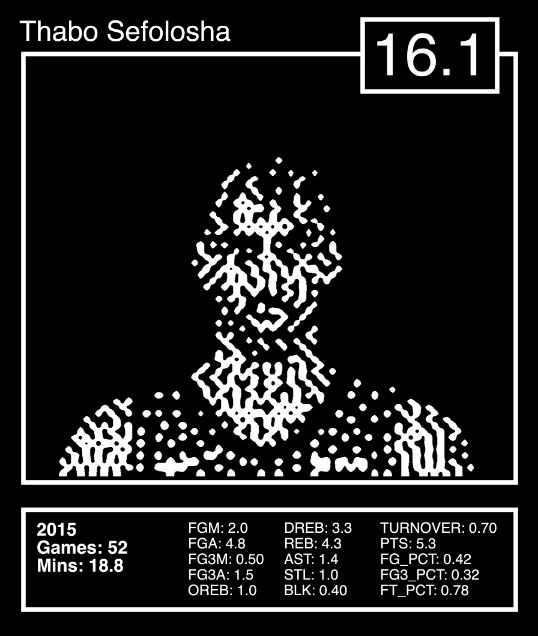 Thabo Sefolosha
16.1
2015
Games: 52
Mins: 18.8
FGM: 2.0
FGA: 4.8
FG3M: 0.50
FG3A: 1.5
OREB: 1.0
DREB: 3.3
REB: 4.3
AST: 1.4
STL: 1.0
BLK: 0.40
TURNOVER: 0.70
PTS: 5.3
FG_PCT: 0.42
FG3_PCT: 0.32
FT_PCT: 0.78